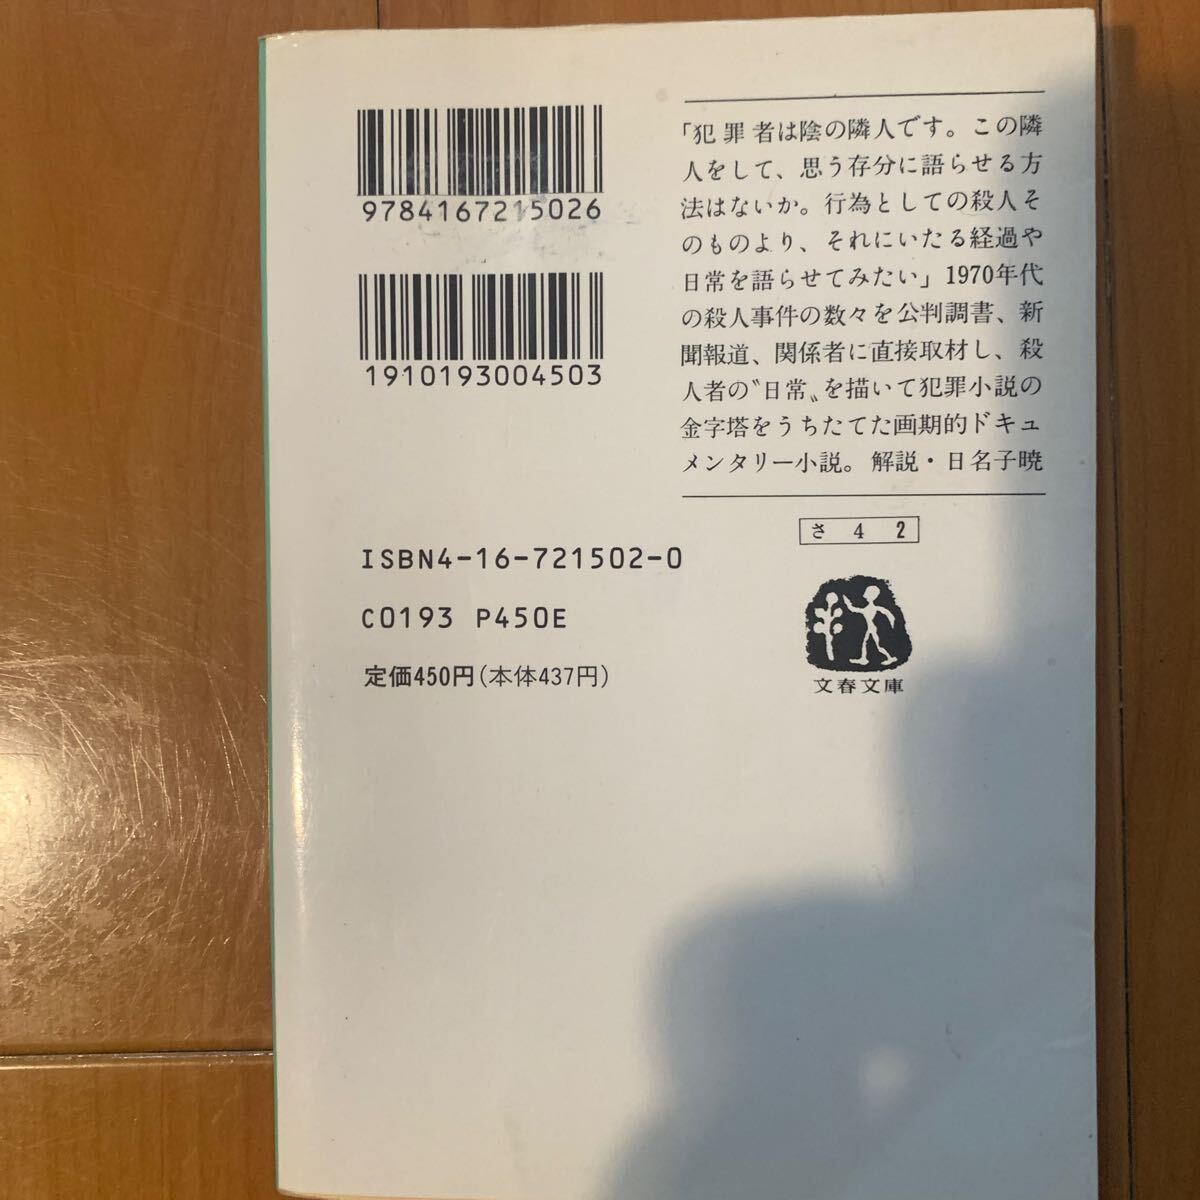 9784167215026
1910193004503
「犯罪者は陰の隣人です。この隣
人をして、思う存分に語らせる方
法はないか。行為としての殺人そ
のものより、それにいたる経過や
日常を語らせてみたい」1970年代
の殺人事件の数々を公判調書、新
聞報道、関係者に直接取材し、殺
人者の〝日常〟を描いて犯罪小説の
金字塔をうちたてた画期的ドキュ
メンタリー小説。解説・日名子暁
さ 4 2
文春文庫
ISBN4-16-721502-0
C0193 P450E
定価450円(本体437円)